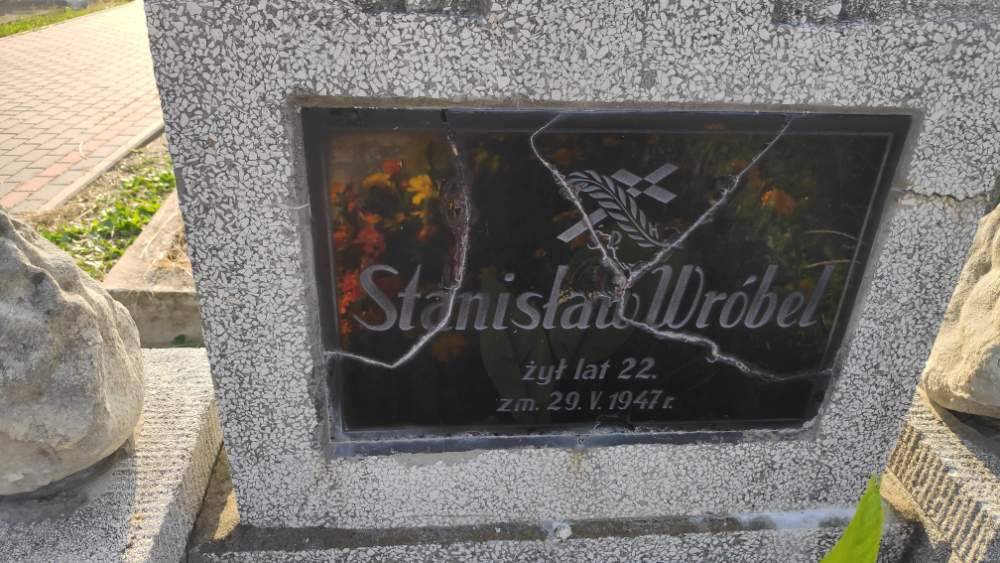 Stanisław Wróbel
żył lat 22.
zm. 29. V. 1947 r.